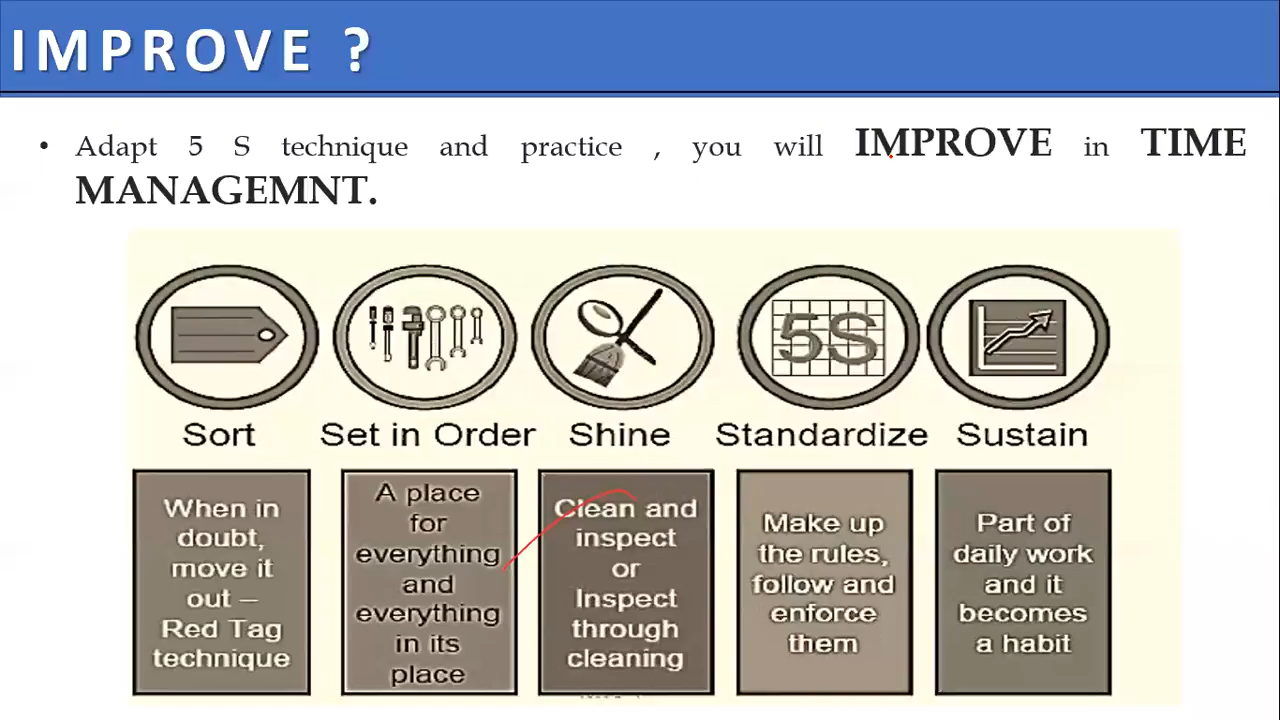 IMPROVE ?
• Adapt 5 S technique and practice , you will IMPROVE in TIME
MANAGEMNT.
5S
Sort
Set in Order
Shine
Standardize
Sustain
When in
doubt,
move it
out –
Red Tag
technique
A place
for
everything
and
everything
in its
place
Clean and
inspect
or
Inspect
through
cleaning
Make up
the rules,
follow and
enforce
them
Part of
daily work
and it
becomes
a habit